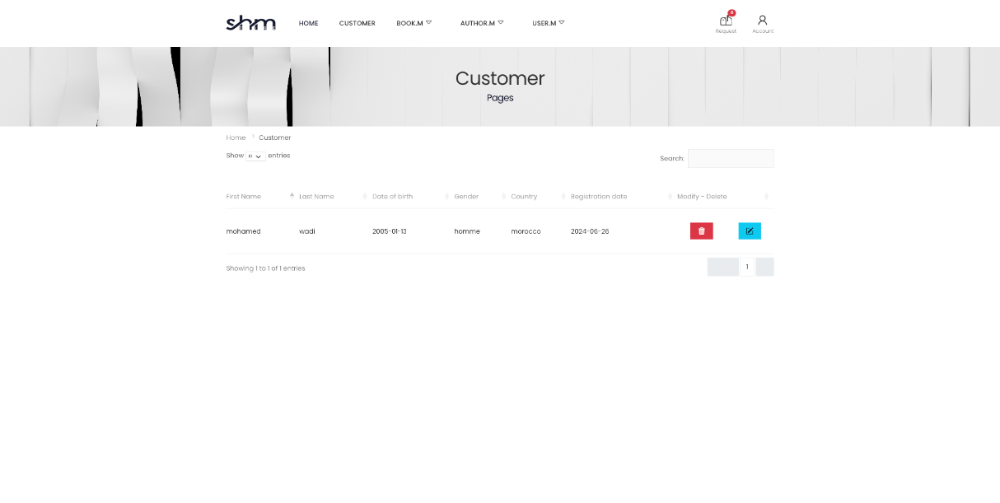 shm
HOME
CUSTOMER
BOOK.M
AUTHOR.M
USER.M
0
Request
Account
Customer
Pages
Home
Customer
Show 10 entries
Search:
First Name
Last Name
Date of birth
Gender
Country
Registration date
Modify - Delete
mohamed
wadi
2005-01-13
homme
morocco
2024-06-26
Showing 1 to 1 of 1 entries
1